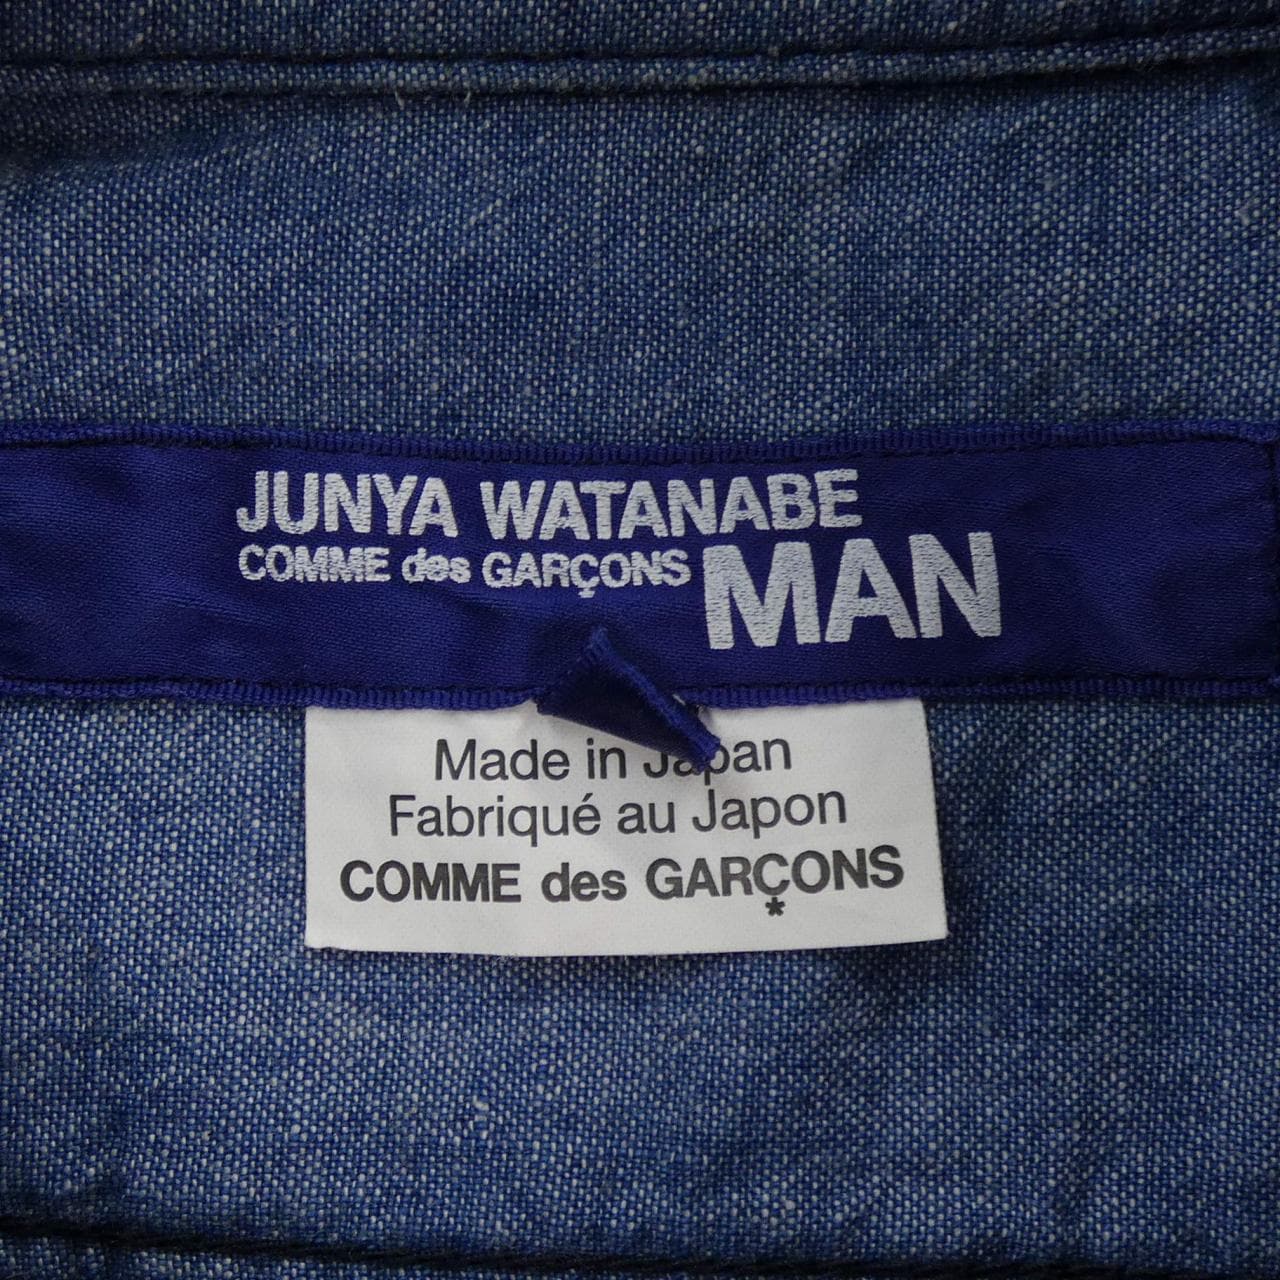 JUNYA WATANABE
COMME des GARÇONS MAN
Made in Japan
Fabriqué au Japon
COMME des GARÇONS
*